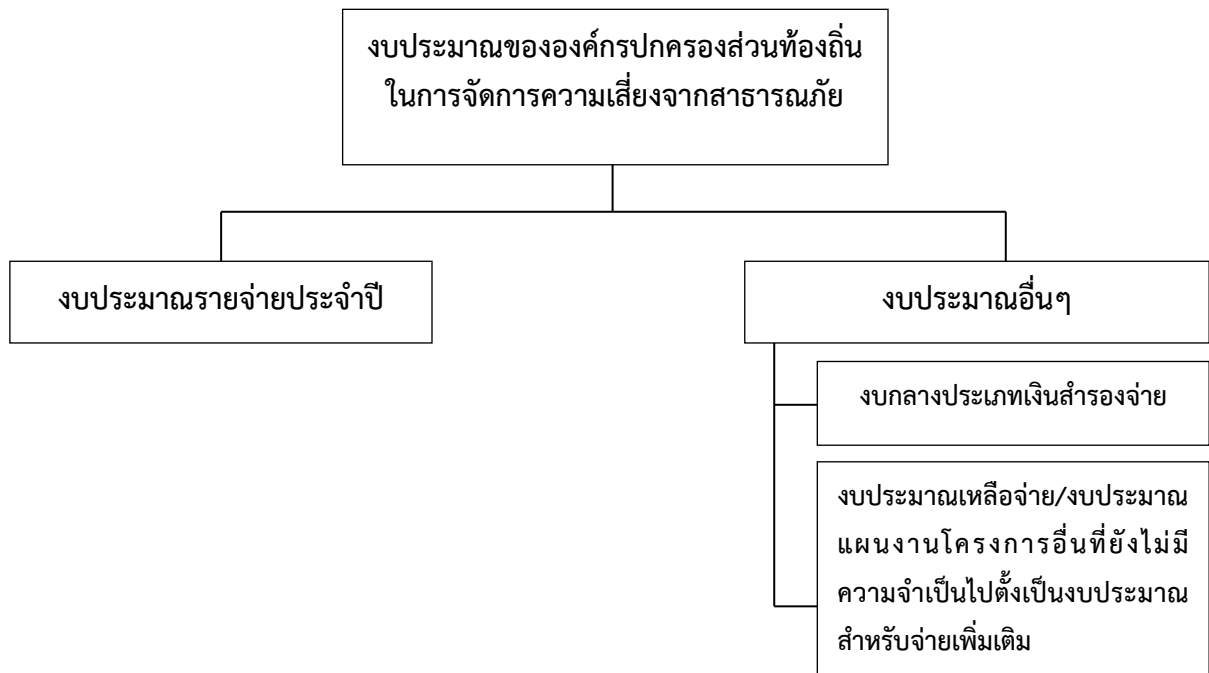 งบประมาณขององค์กรปกครองส่วนท้องถิ่น
ในการจัดการความเสี่ยงจากสาธารณภัย
งบประมาณรายจ่ายประจำปี
งบประมาณอื่นๆ
งบกลางประเภทเงินสำรองจ่าย
งบประมาณเหลือจ่าย/งบประมาณ
แผนงานโครงการอื่นที่ยังไม่มี
ความจำเป็นไปตั้งเป็นงบประมาณ
สำหรับจ่ายเพิ่มเติม